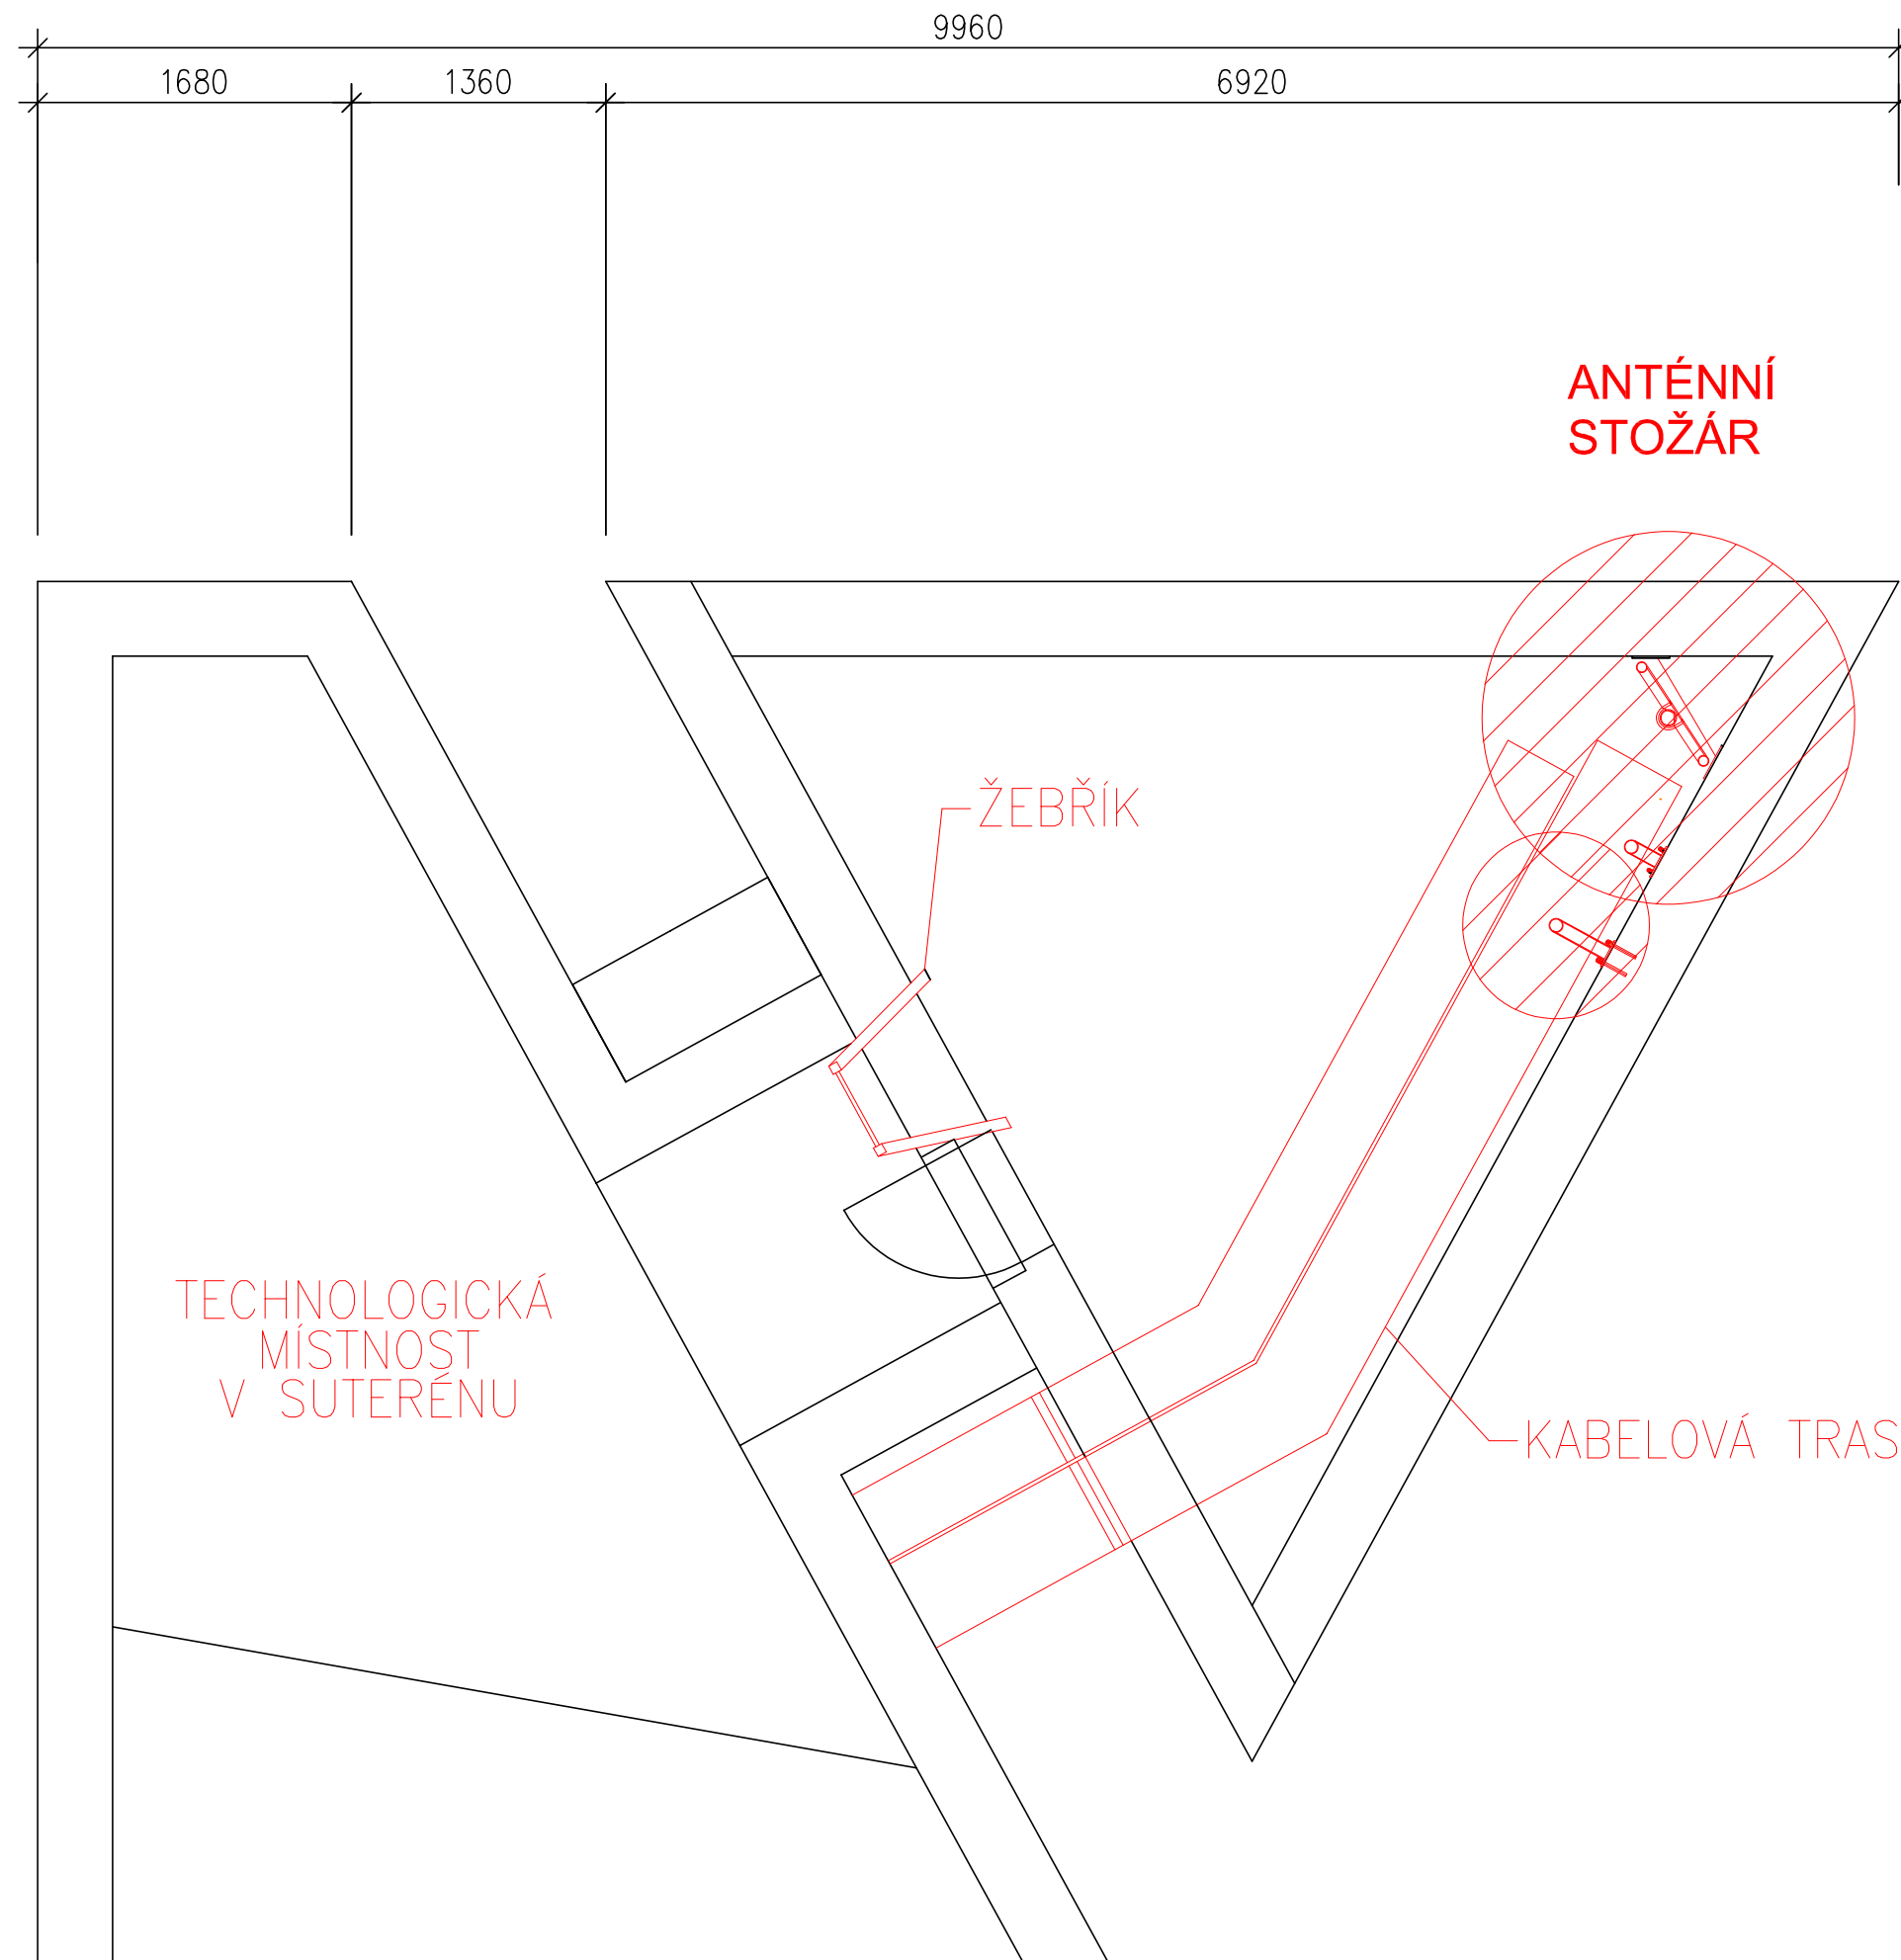 9960
1680 1360 6920
ANTÉNNÍ
STOŽÁR
ŽEBŘÍK
TECHNOLOGICKÁ
MÍSTNOST
V SUTERÉNU
KABELOVÁ TRAS